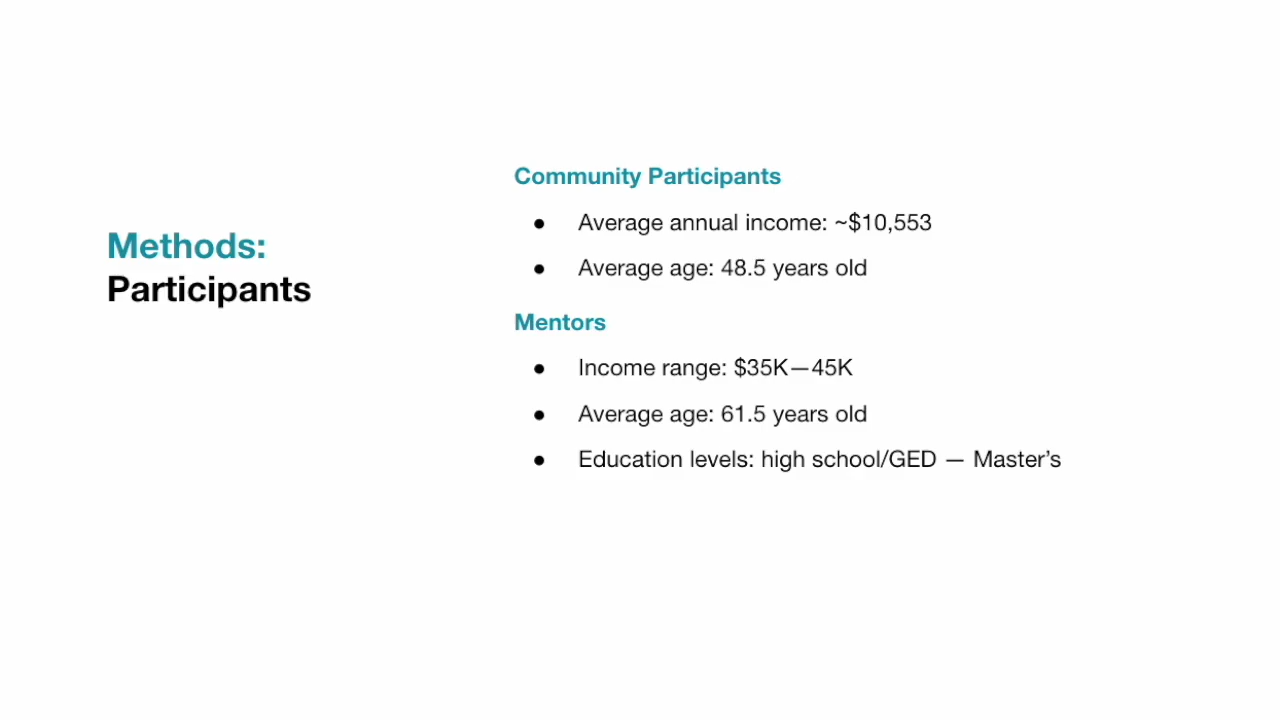 Methods:
Participants
Community Participants
● Average annual income: ~$10,553
● Average age: 48.5 years old
Mentors
● Income range: $35K—45K
● Average age: 61.5 years old
● Education levels: high school/GED — Master’s